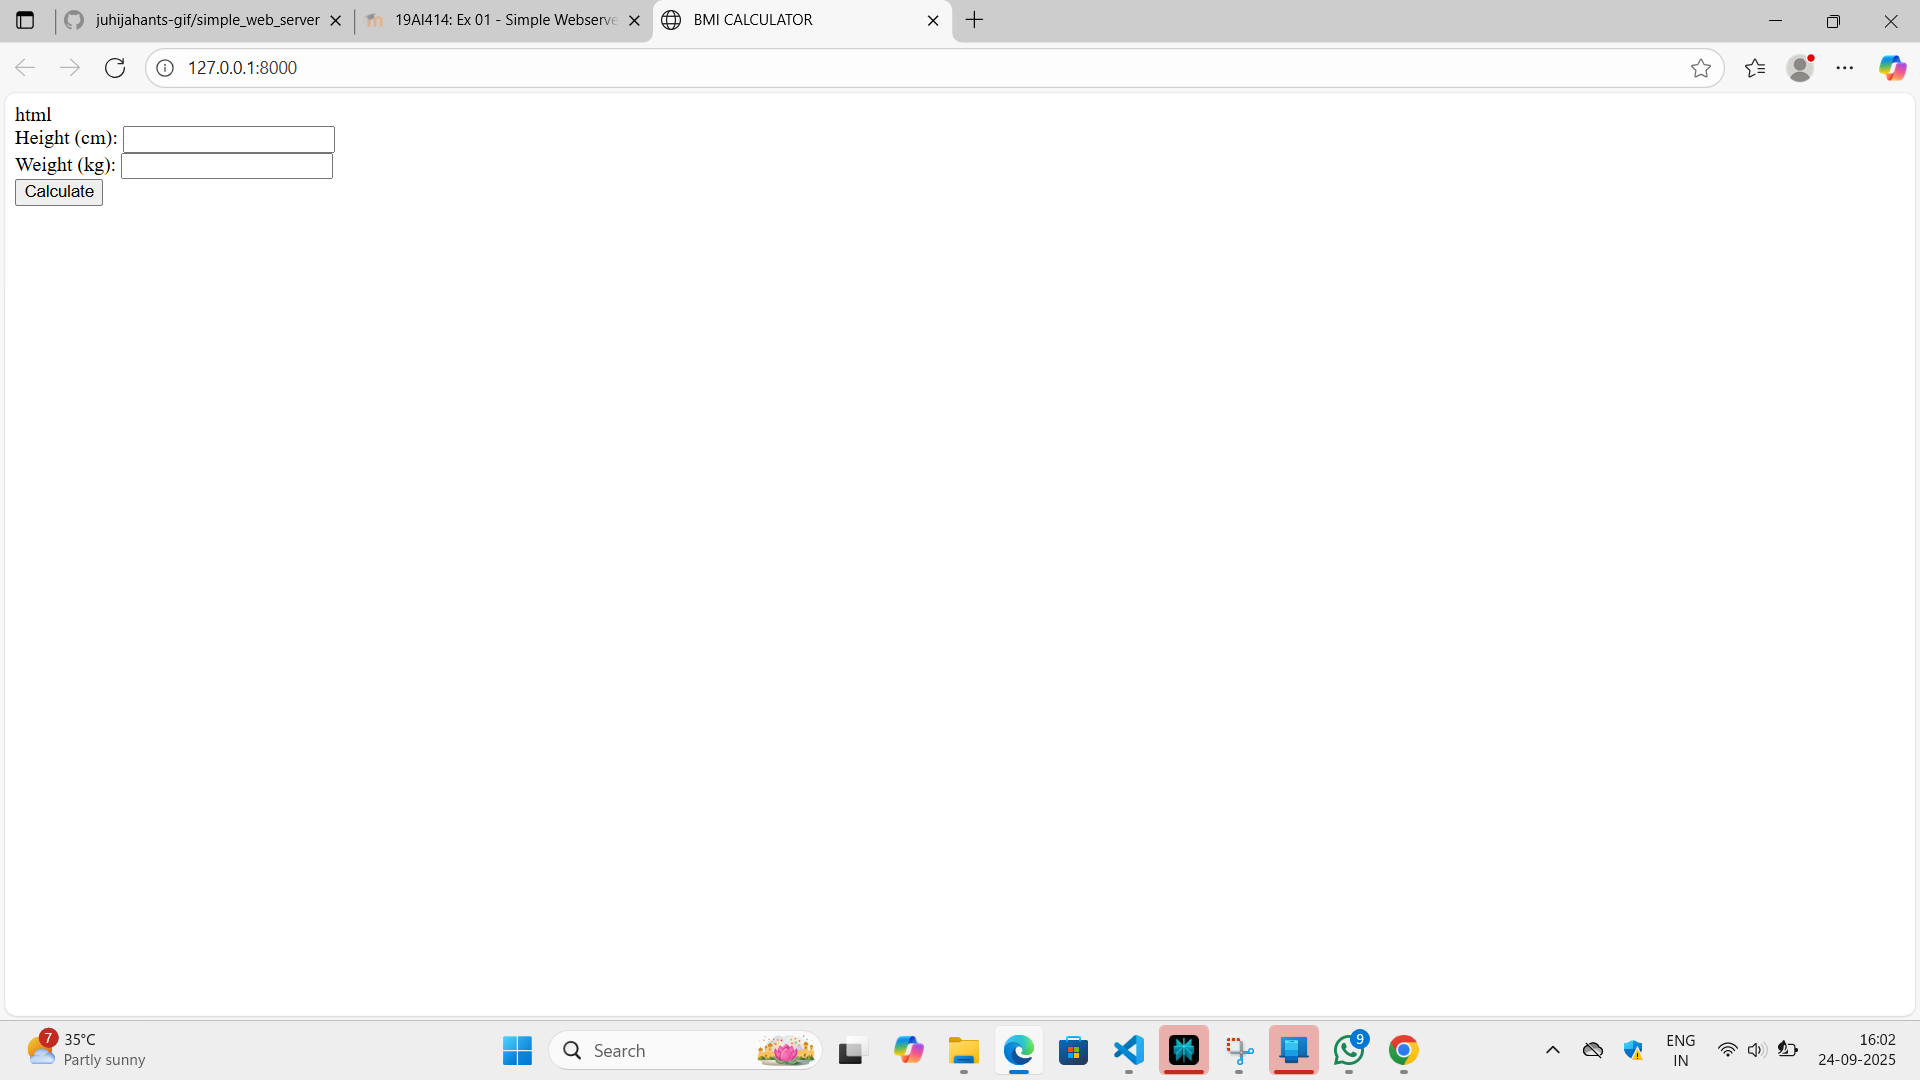 juhijahants-gif/simple_web_server
19AI414: Ex 01 - Simple Webserve
BMI CALCULATOR
127.0.0.1:8000
html
Height (cm):
Weight (kg):
Calculate
7
35°C
Partly sunny
Search
9
ENG
IN
16:02
24-09-2025